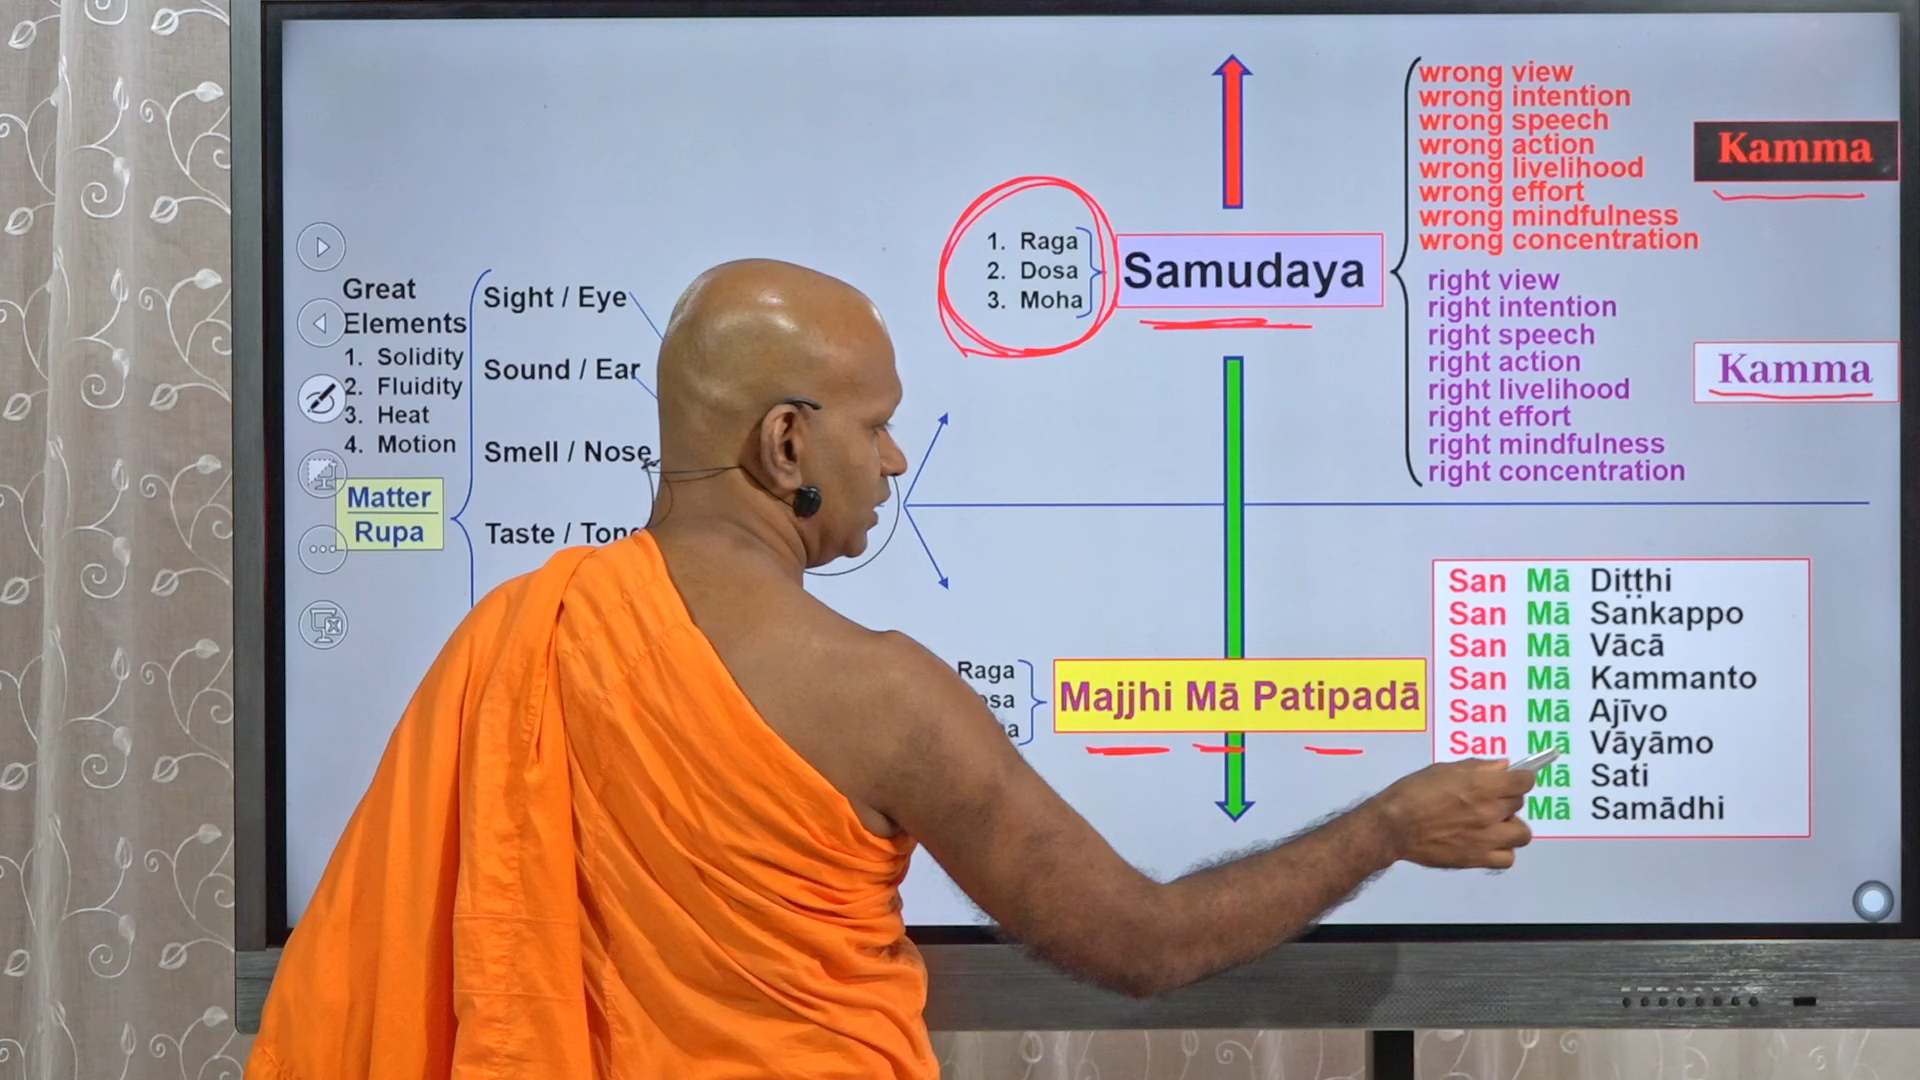 Great
Elements
1. Solidity
2. Fluidity
3. Heat
4. Motion
Matter
Rupa
Sight / Eye
Sound / Ear
Smell / Nose
Taste /
1. Raga
2. Dosa
3. Moha
Samudaya
wrong view
wrong intention
wrong speech
wrong action
wrong livelihood
wrong effort
wrong mindfulness
wrong concentration
Kamma
right view
right intention
right speech
right action
right livelihood
right effort
right mindfulness
right concentration
Kamma
Raga
Majjhi Mā Patipadā
San Mā Diṭṭhi
San Mā Sankappo
San Mā Vācā
San Mā Kammanto
San Mā Ajīvo
San Mā Vāyāmo
Mā Sati
Mā Samādhi